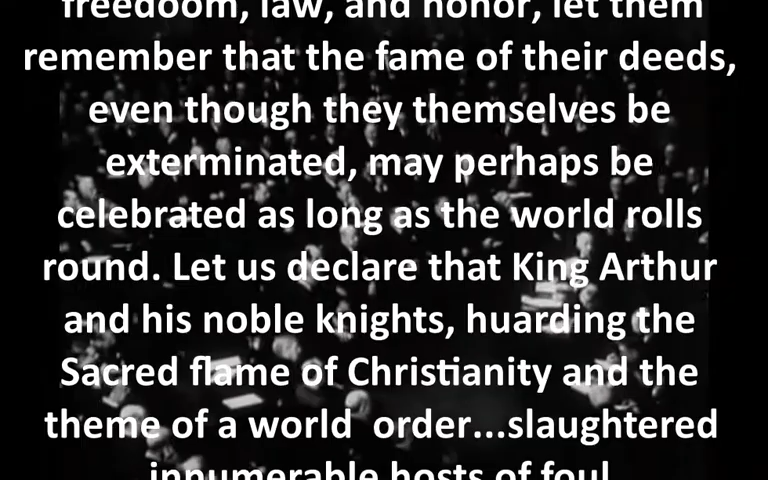 freedoom, law, and honor, let them
remember that the fame of their deeds,
even though they themselves be
exterminated, may perhaps be
celebrated as long as the world rolls
round. Let us declare that King Arthur
and his noble knights, huarding the
Sacred flame of Christianity and the
theme of a world  order...slaughtered
innumerable hosts of foul